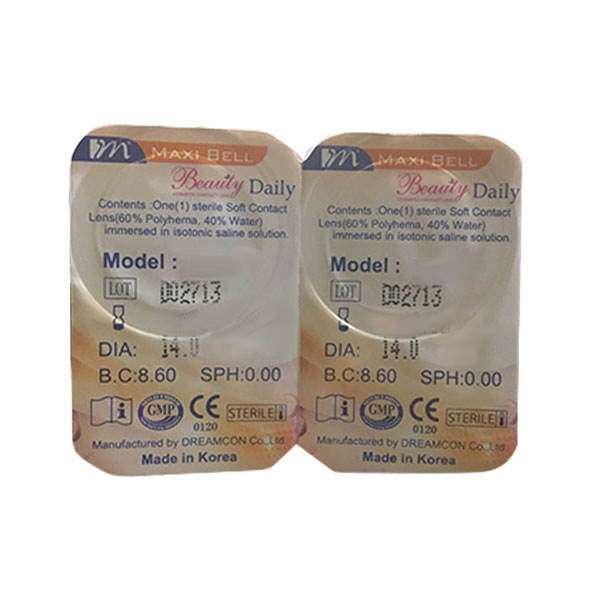 M MAXI BELL
Beauty Daily
Contents :One(1) sterile Soft Contact
Lens(60% Polyhema, 40% Water)
immersed in isotonic saline solution.
Model :
LOT D02713
DIA: 14.0
B.C:8.60 SPH:0.00
i GMP CE 0120 STERILE i
Manufactured by DREAMCON Co.,Ltd.
Made in Korea
M MAXI BELL
Beauty Daily
Contents :One(1) sterile Soft Contact
Lens(60% Polyhema, 40% Water)
immersed in isotonic saline solution.
Model :
LOT D02713
DIA: 14.0
B.C:8.60 SPH:0.00
i GMP CE 0120 STERILE i
Manufactured by DREAMCON Co.,Ltd.
Made in Korea